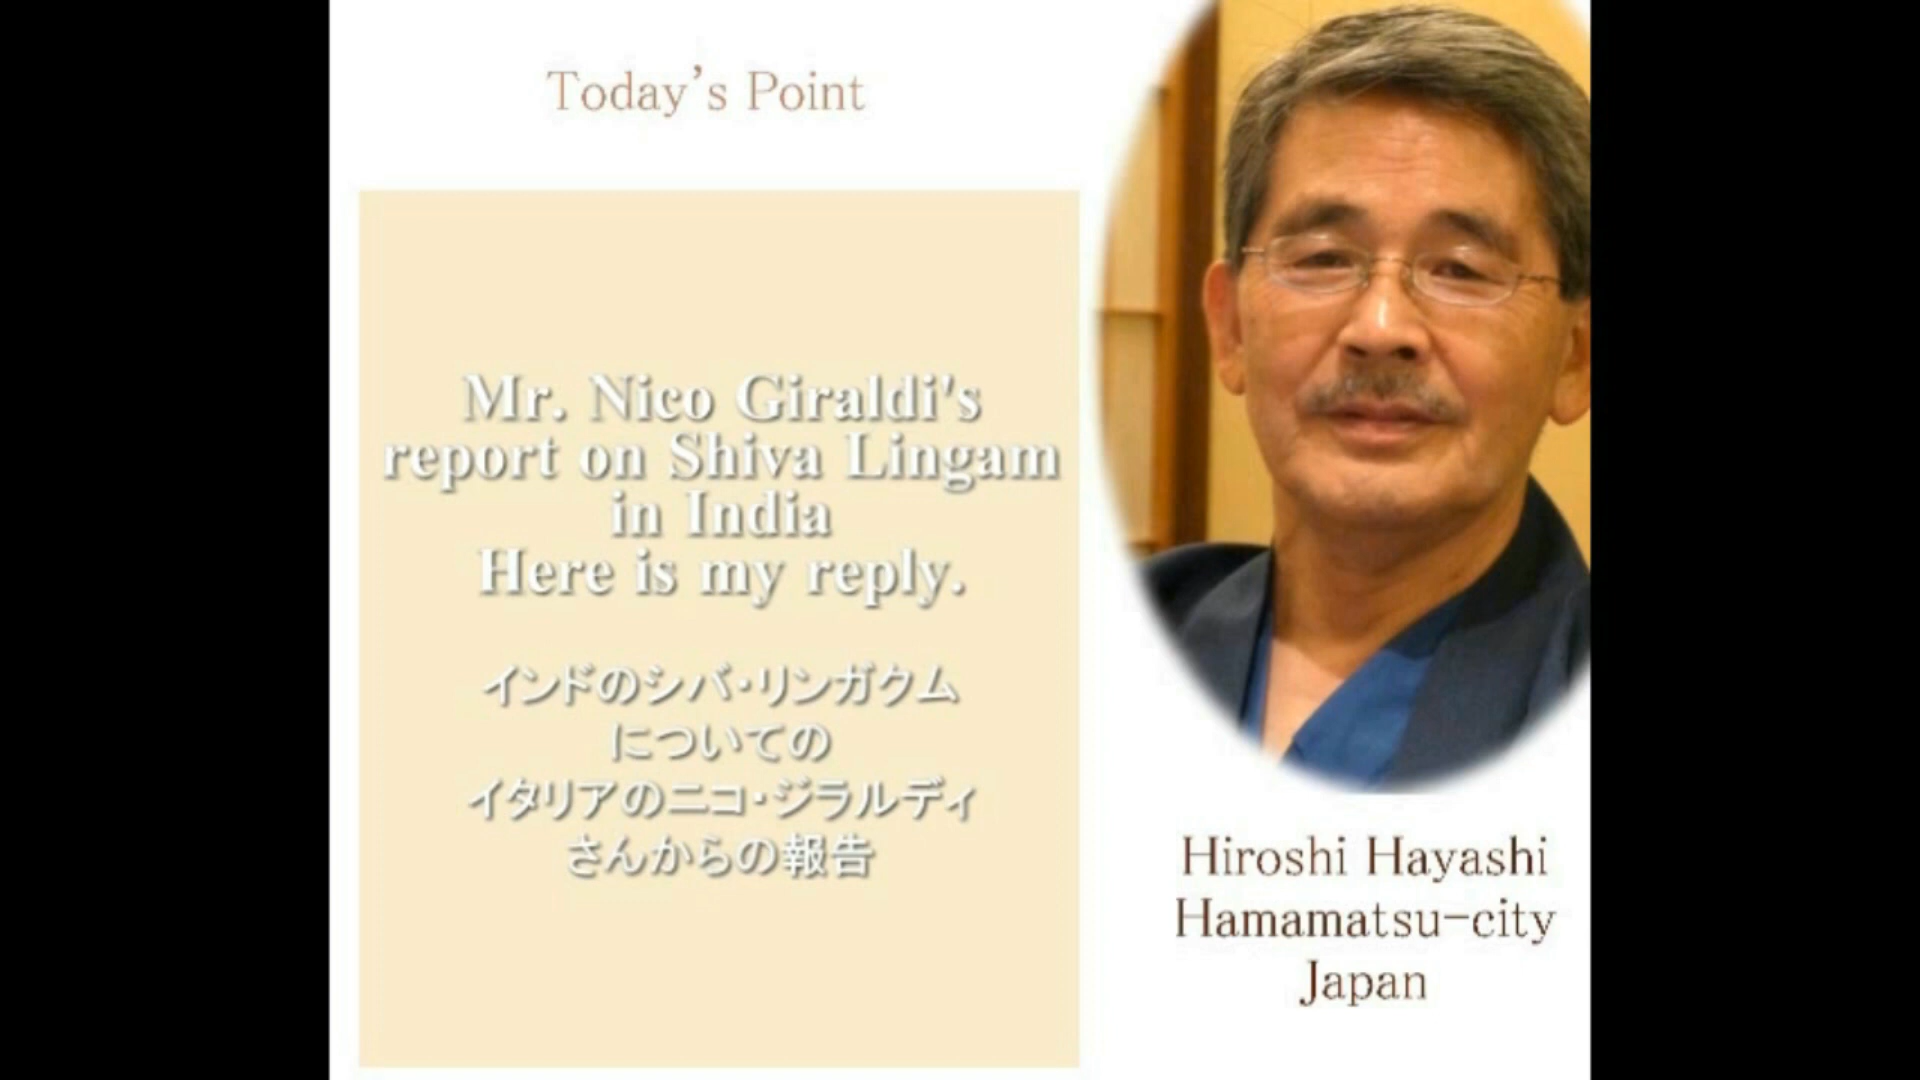 Today's Point
Mr. Nico Giraldi's
report on Shiva Lingam
in India
Here is my reply.
インドのシバ・リンガクム
についての
イタリアのニコ・ジラルディ
さんからの報告
Hiroshi Hayashi
Hamamatsu-city
Japan